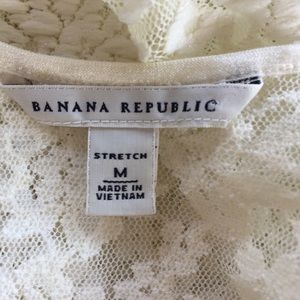 BANANA REPUBLIC
STRETCH
M
MADE IN
VIETNAM